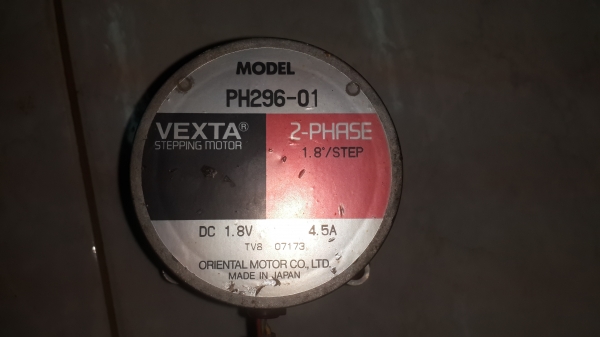 MODEL
PH296-01
VEXTA®
STEPPING MOTOR
2-PHASE
1.8°/STEP
DC 1.8V 4.5A
TV8 07173
ORIENTAL MOTOR CO., LTD.
MADE IN JAPAN